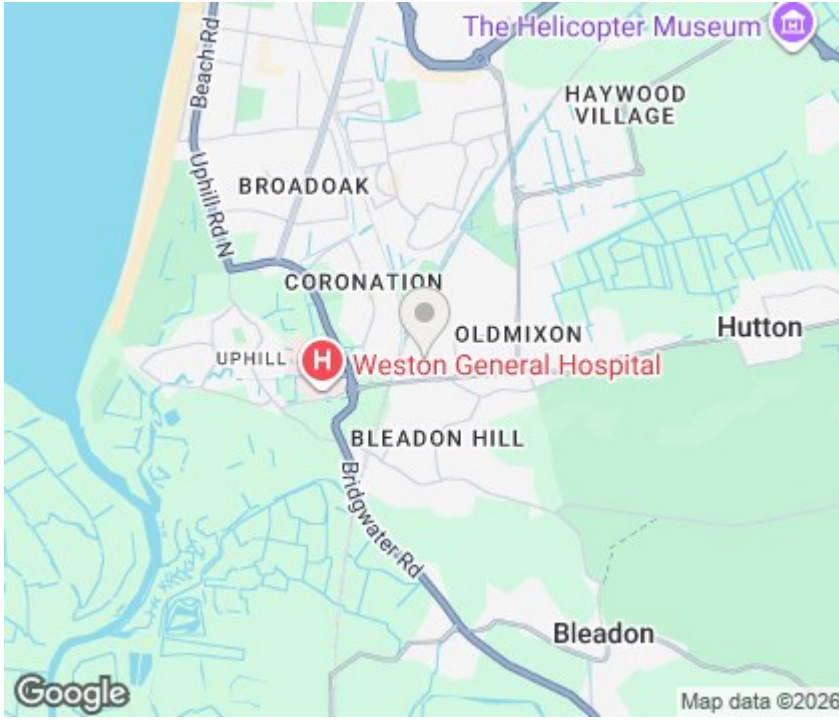 The Helicopter Museum
Beach Rd
HAYWOOD
VILLAGE
Uphill Rd N
BROADOAK
CORONATION
OLDMIXON
Hutton
UPHILL
H
Weston General Hospital
BLEADON HILL
Bridgwater Rd
Bleadon
Google
Map data ©2026